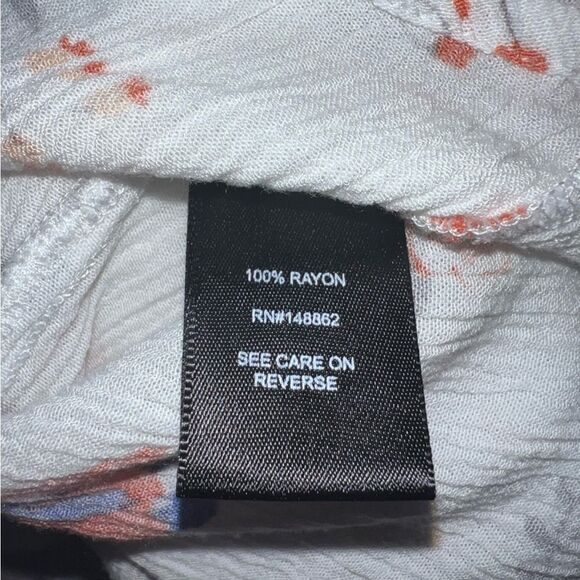 100% RAYON
RN#148862
SEE CARE ON
REVERSE